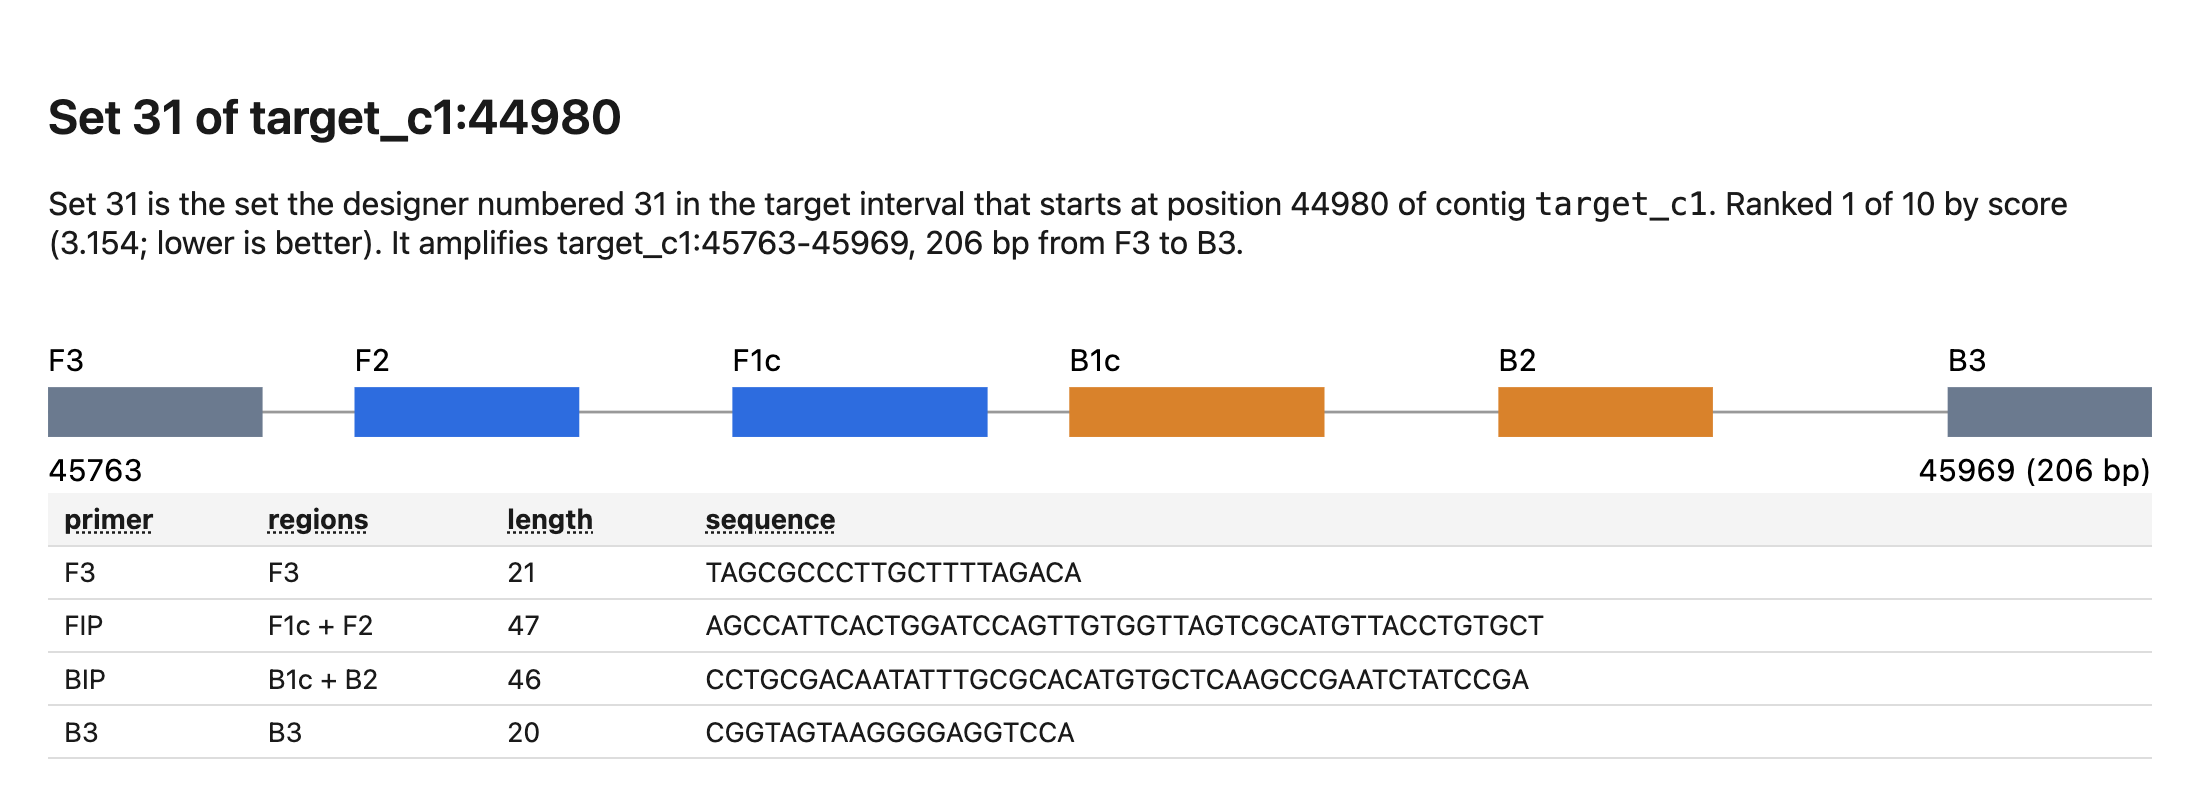 Set 31 of target_c1:44980
Set 31 is the set the designer numbered 31 in the target interval that starts at position 44980 of contig target_c1. Ranked 1 of 10 by score
(3.154; lower is better). It amplifies target_c1:45763-45969, 206 bp from F3 to B3.
F3 F2 F1c B1c B2 B3
45763 45969 (206 bp)
primer regions length sequence
F3 F3 21 TAGCGCCCTTGCTTTTAGACA
FIP F1c + F2 47 AGCCATTCACTGGATCCAGTTGTGGTTAGTCGCATGTTACCTGTGCT
BIP B1c + B2 46 CCTGCGACAATATTTGCGCACATGTGCTCAAGCCGAATCTATCCGA
B3 B3 20 CGGTAGTAAGGGGAGGTCCA